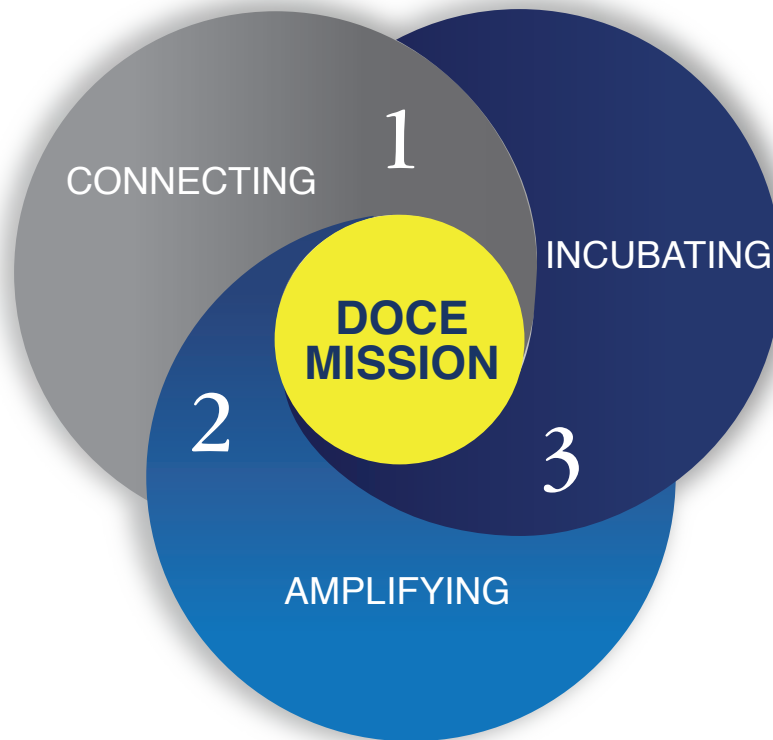 1
CONNECTING
INCUBATING
DOCE
MISSION
2
3
AMPLIFYING